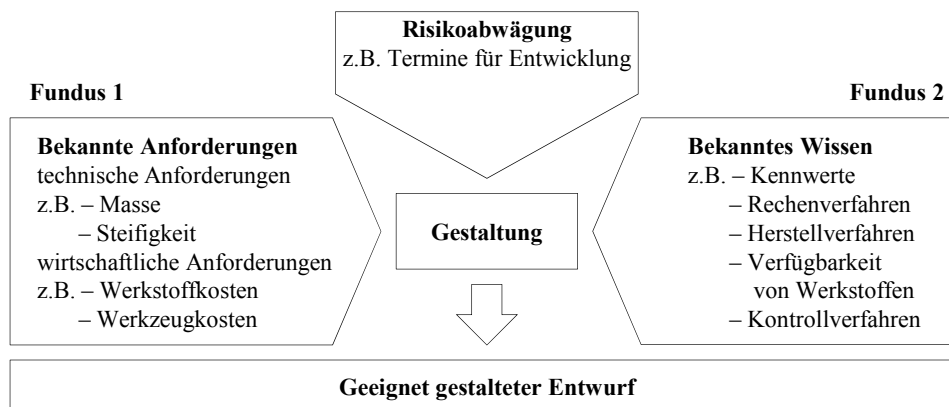 Risikoabwägung
z.B. Termine für Entwicklung
Fundus 1
Bekannte Anforderungen
technische Anforderungen
z.B. – Masse
– Steifigkeit
wirtschaftliche Anforderungen
z.B. – Werkstoffkosten
– Werkzeugkosten
Gestaltung
Fundus 2
Bekanntes Wissen
z.B. – Kennwerte
– Rechenverfahren
– Herstellverfahren
– Verfügbarkeit
von Werkstoffen
– Kontrollverfahren
Geeignet gestalteter Entwurf